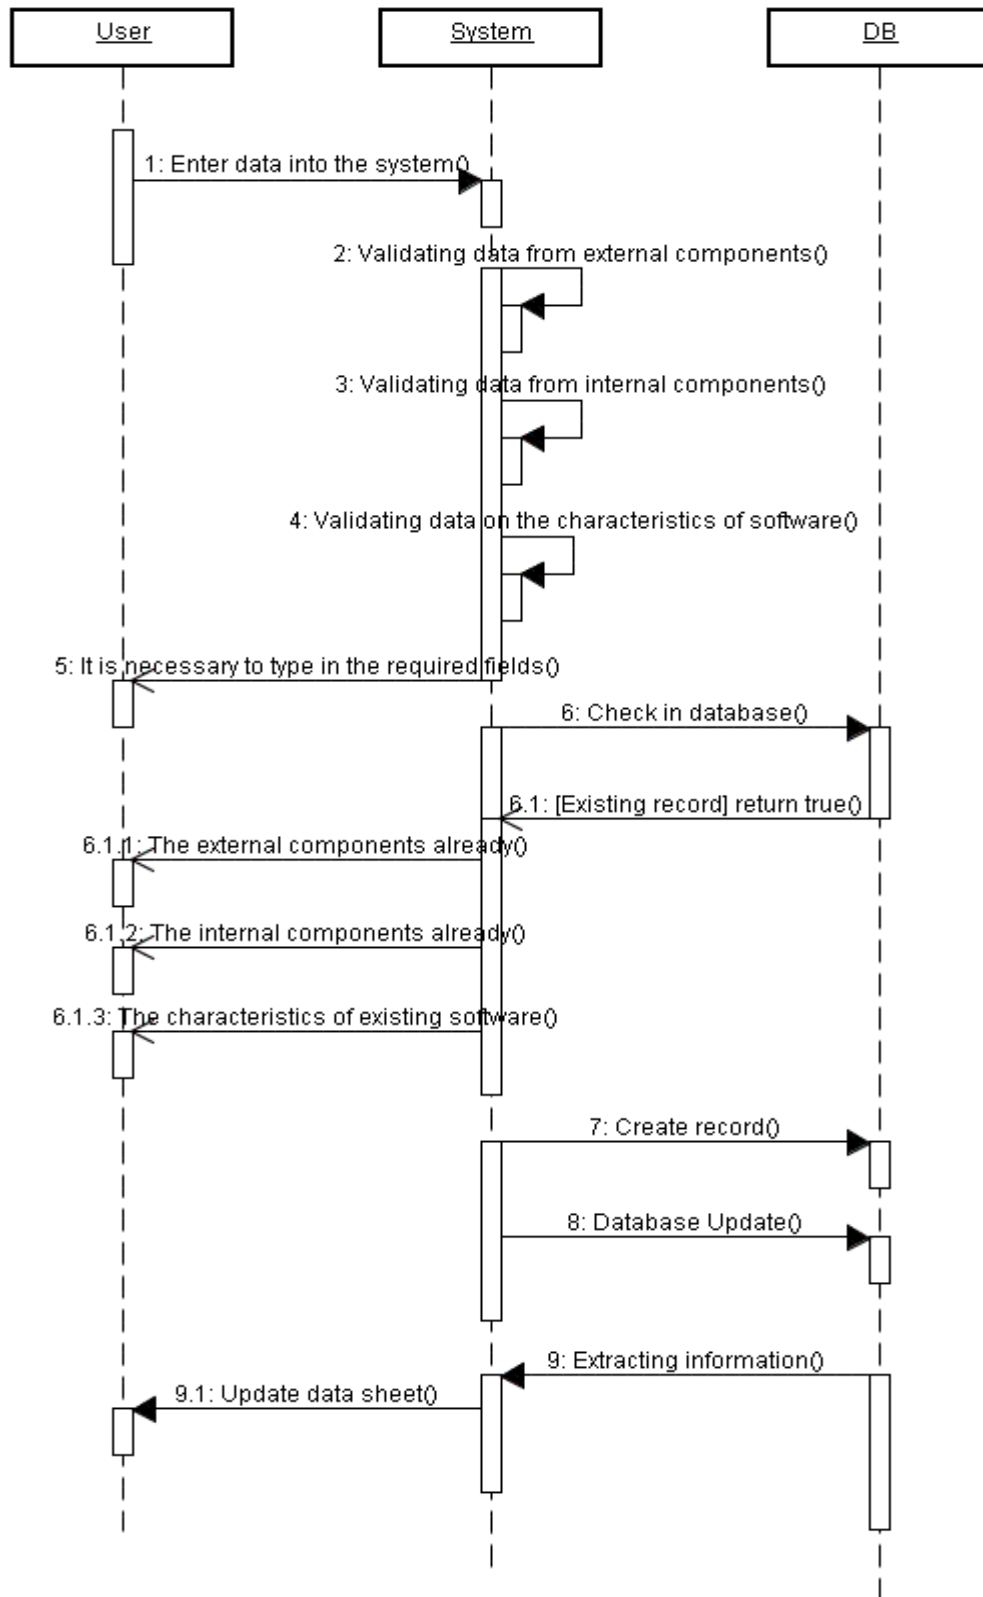 User
System
DB
1: Enter data into the system()
2: Validating data from external components()
3: Validating data from internal components()
4: Validating data on the characteristics of software()
5: It is necessary to type in the required fields()
6: Check in database()
6.1: [Existing record] return true()
6.1.1: The external components already()
6.1.2: The internal components already()
6.1.3: The characteristics of existing software()
7: Create record()
8: Database Update()
9: Extracting information()
9.1: Update data sheet()